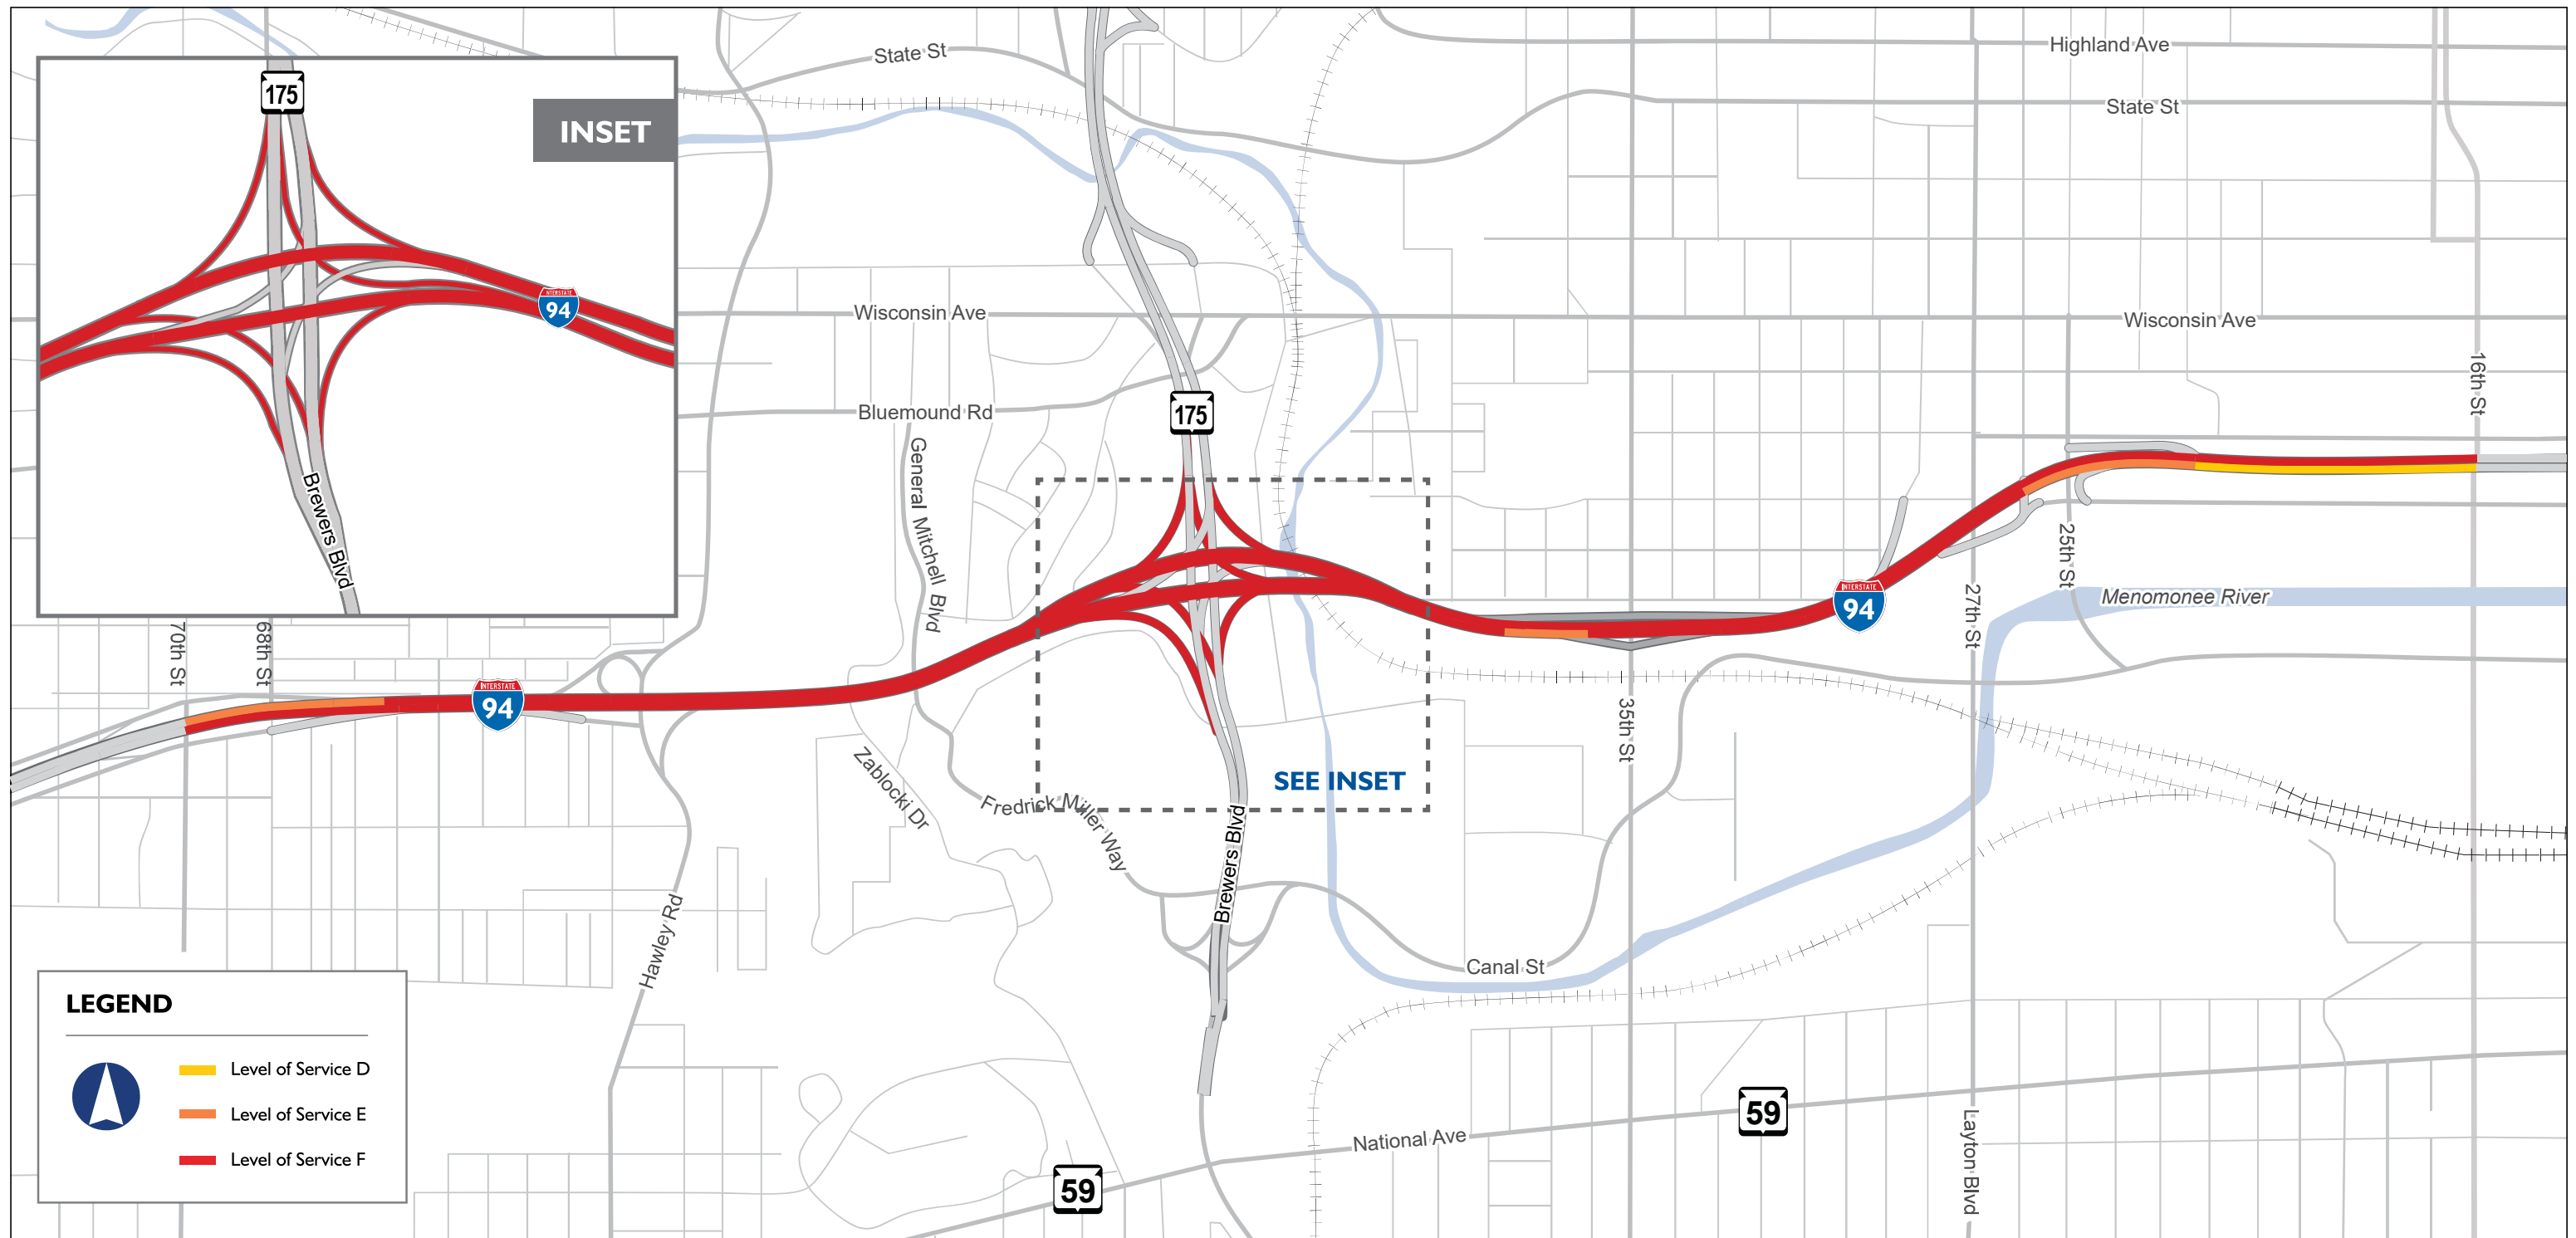 175
INSET
INTERSTATE
94
Brewers Blvd
State St
Highland Ave
State St
Wisconsin Ave
Wisconsin Ave
16th St
Bluemound Rd
175
General Mitchell Blvd
25th St
27th St
Menomonee River
INTERSTATE
94
70th St
68th St
INTERSTATE
94
35th St
Zablocki Dr
SEE INSET
Fredrick Miller Way
Brewers Blvd
Hawley Rd
Canal St
LEGEND
Level of Service D
Level of Service E
Level of Service F
59
National Ave
59
Layton Blvd